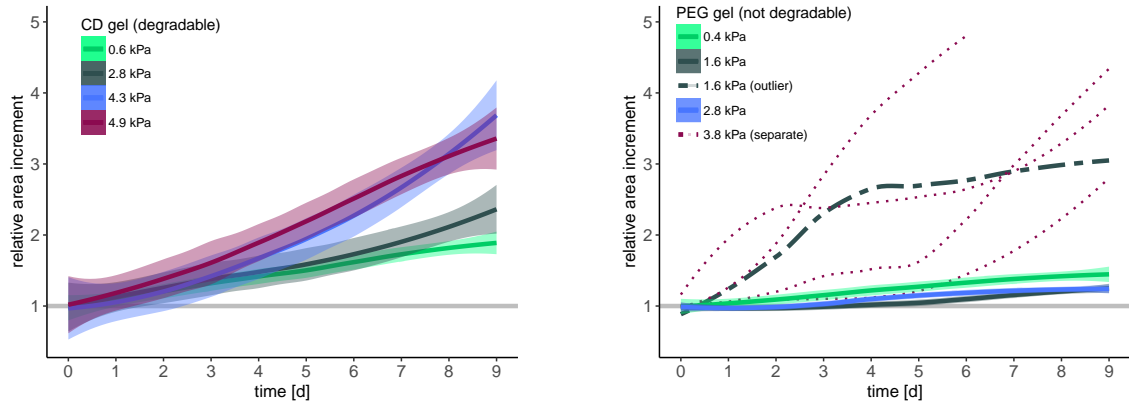 CD gel (degradable)
0.6 kPa
2.8 kPa
4.3 kPa
4.9 kPa
5
4
3
2
1
relative area increment
0 1 2 3 4 5 6 7 8 9
time [d]
PEG gel (not degradable)
0.4 kPa
1.6 kPa
1.6 kPa (outlier)
2.8 kPa
3.8 kPa (separate)
5
4
3
2
1
relative area increment
0 1 2 3 4 5 6 7 8 9
time [d]